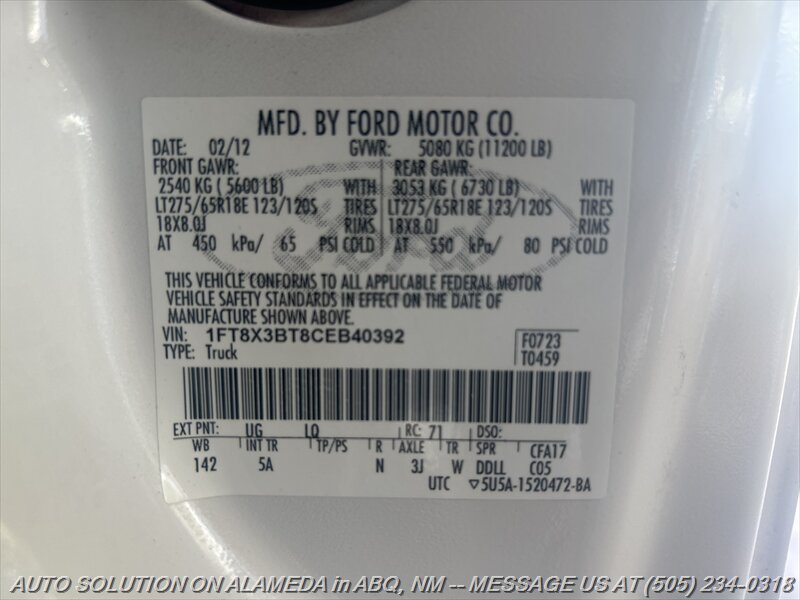 MFD. BY FORD MOTOR CO.
DATE: 02/12 GVWR: 5080 KG (11200 LB)
FRONT GAWR: REAR GAWR:
2540 KG ( 5600 LB) WITH 3053 KG ( 6730 LB) WITH
LT275/65R18E 123/120S TIRES LT275/65R18E 123/120S TIRES
18X8.0J RIMS 18X8.0J RIMS
AT 450 kPa/ 65 PSI COLD AT 550 kPa/ 80 PSI COLD
Ford
THIS VEHICLE CONFORMS TO ALL APPLICABLE FEDERAL MOTOR
VEHICLE SAFETY STANDARDS IN EFFECT ON THE DATE OF
MANUFACTURE SHOWN ABOVE.
VIN: 1FT8X3BT8CEB40392 F0723
TYPE: Truck T0459
EXT PNT: UG LQ RC: 71 DSO:
WB INT TR TP/PS R AXLE TR SPR CFA17
142 5A N 3J W DDLL C05
UTC ▽5U5A-1520472-BA
AUTO SOLUTION ON ALAMEDA in ABQ, NM -- MESSAGE US AT (505) 234-0318